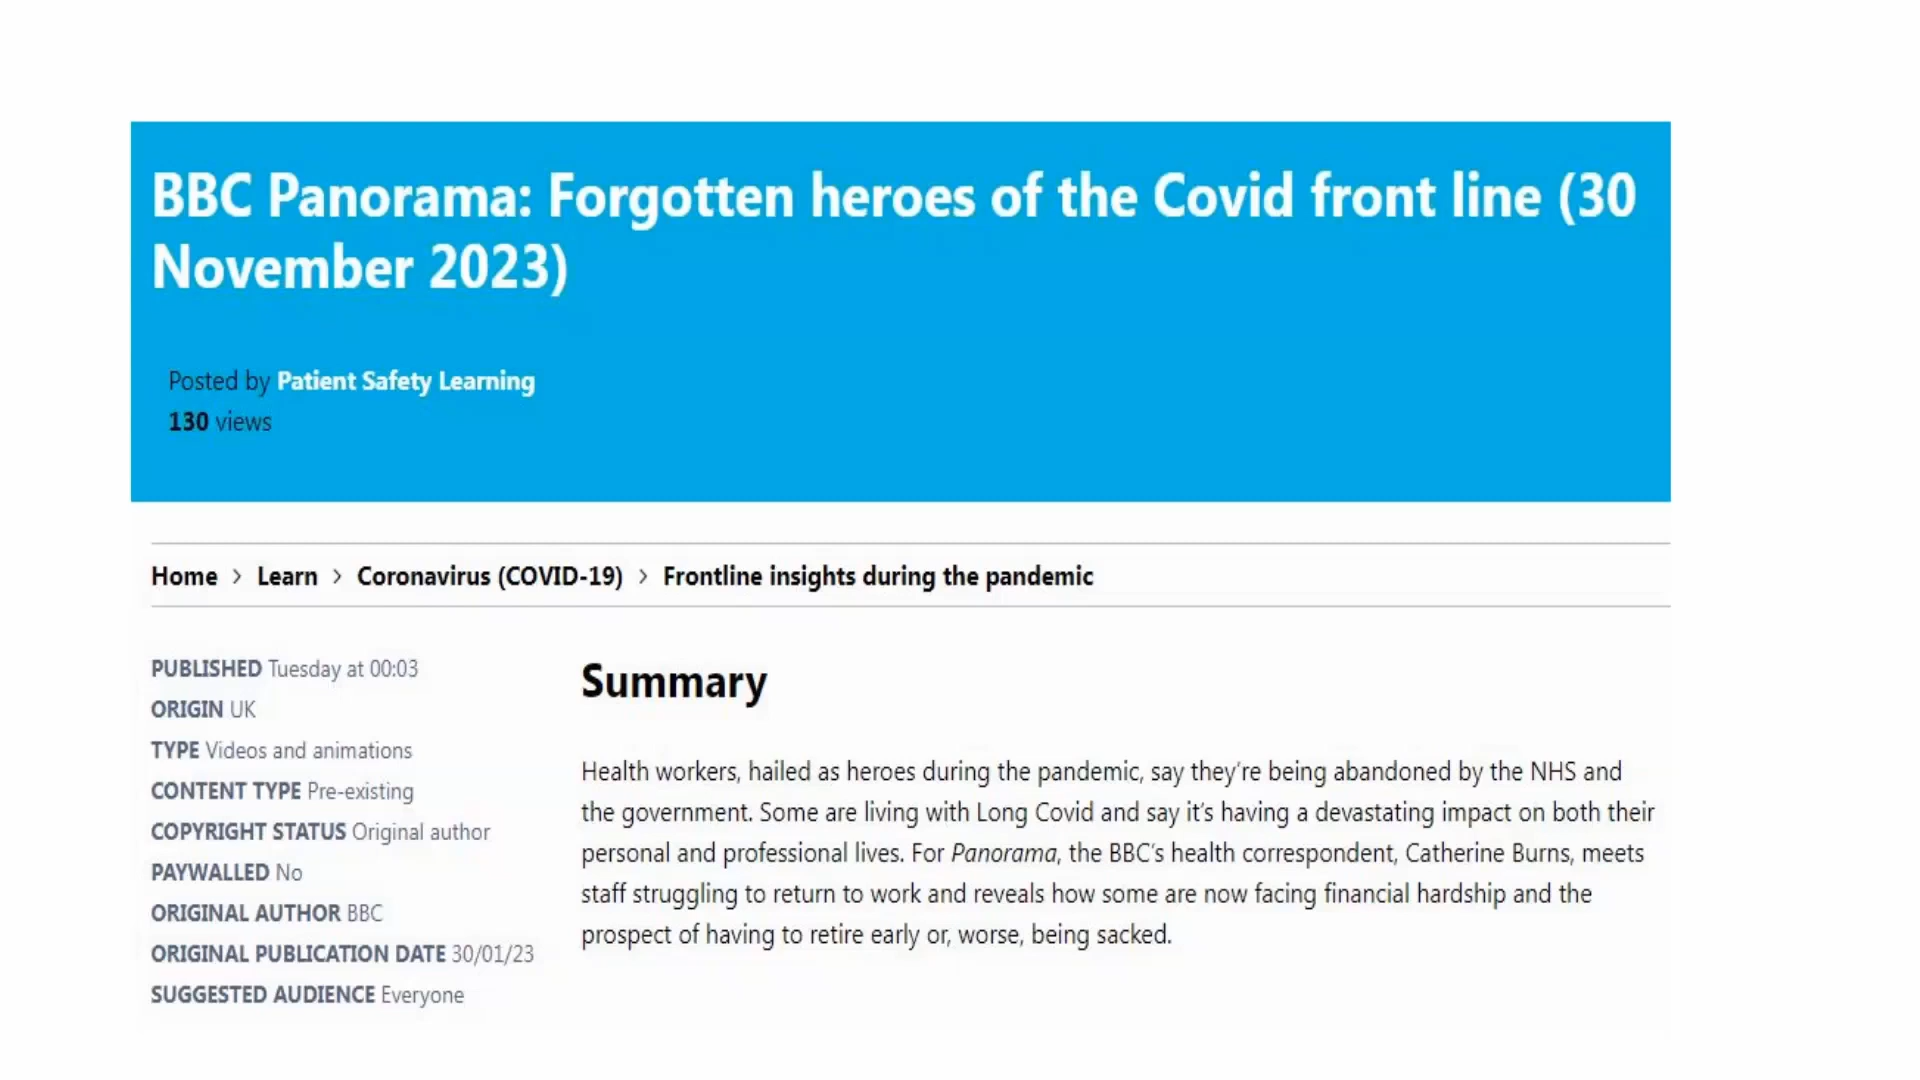 BBC Panorama: Forgotten heroes of the Covid front line (30
November 2023)
Posted by Patient Safety Learning
130 views
Home > Learn > Coronavirus (COVID-19) > Frontline insights during the pandemic
PUBLISHED Tuesday at 00:03
ORIGIN UK
TYPE Videos and animations
CONTENT TYPE Pre-existing
COPYRIGHT STATUS Original author
PAYWALLED No
ORIGINAL AUTHOR BBC
ORIGINAL PUBLICATION DATE 30/01/23
SUGGESTED AUDIENCE Everyone
Summary
Health workers, hailed as heroes during the pandemic, say they’re being abandoned by the NHS and
the government. Some are living with Long Covid and say it’s having a devastating impact on both their
personal and professional lives. For Panorama, the BBC’s health correspondent, Catherine Burns, meets
staff struggling to return to work and reveals how some are now facing financial hardship and the
prospect of having to retire early or, worse, being sacked.